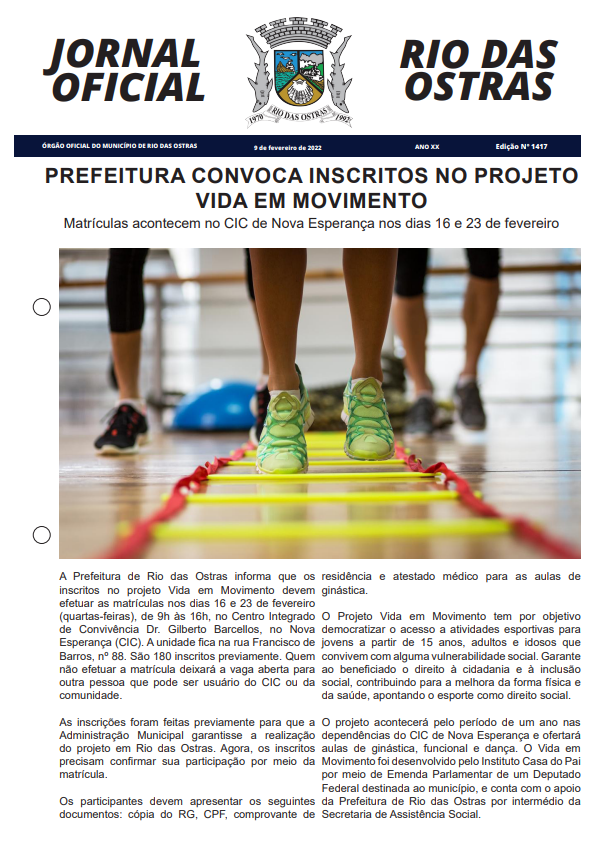 JORNAL
OFICIAL
1970 RIO DAS OSTRAS 1992
RIO DAS
OSTRAS
ÓRGÃO OFICIAL DO MUNICÍPIO DE RIO DAS OSTRAS
9 de fevereiro de 2022
ANO XX
Edição Nº 1417
PREFEITURA CONVOCA INSCRITOS NO PROJETO
VIDA EM MOVIMENTO
Matrículas acontecem no CIC de Nova Esperança nos dias 16 e 23 de fevereiro
A Prefeitura de Rio das Ostras informa que os
inscritos no projeto Vida em Movimento devem
efetuar as matrículas nos dias 16 e 23 de fevereiro
(quartas-feiras), de 9h às 16h, no Centro Integrado
de Convivência Dr. Gilberto Barcellos, no Nova
Esperança (CIC). A unidade fica na rua Francisco de
Barros, nº 88. São 180 inscritos previamente. Quem
não efetuar a matrícula deixará a vaga aberta para
outra pessoa que pode ser usuário do CIC ou da
comunidade.
As inscrições foram feitas previamente para que a
Administração Municipal garantisse a realização
do projeto em Rio das Ostras. Agora, os inscritos
precisam confirmar sua participação por meio da
matrícula.
Os participantes devem apresentar os seguintes
documentos: cópia do RG, CPF, comprovante de
residência e atestado médico para as aulas de
ginástica.
O Projeto Vida em Movimento tem por objetivo
democratizar o acesso a atividades esportivas para
jovens a partir de 15 anos, adultos e idosos que
convivem com alguma vulnerabilidade social. Garante
ao beneficiado o direito à cidadania e à inclusão
social, contribuindo para a melhora da forma física e
da saúde, apontando o esporte como direito social.
O projeto acontecerá pelo período de um ano nas
dependências do CIC de Nova Esperança e ofertará
aulas de ginástica, funcional e dança. O Vida em
Movimento foi desenvolvido pelo Instituto Casa do Pai
por meio de Emenda Parlamentar de um Deputado
Federal destinada ao município, e conta com o apoio
da Prefeitura de Rio das Ostras por intermédio da
Secretaria de Assistência Social.